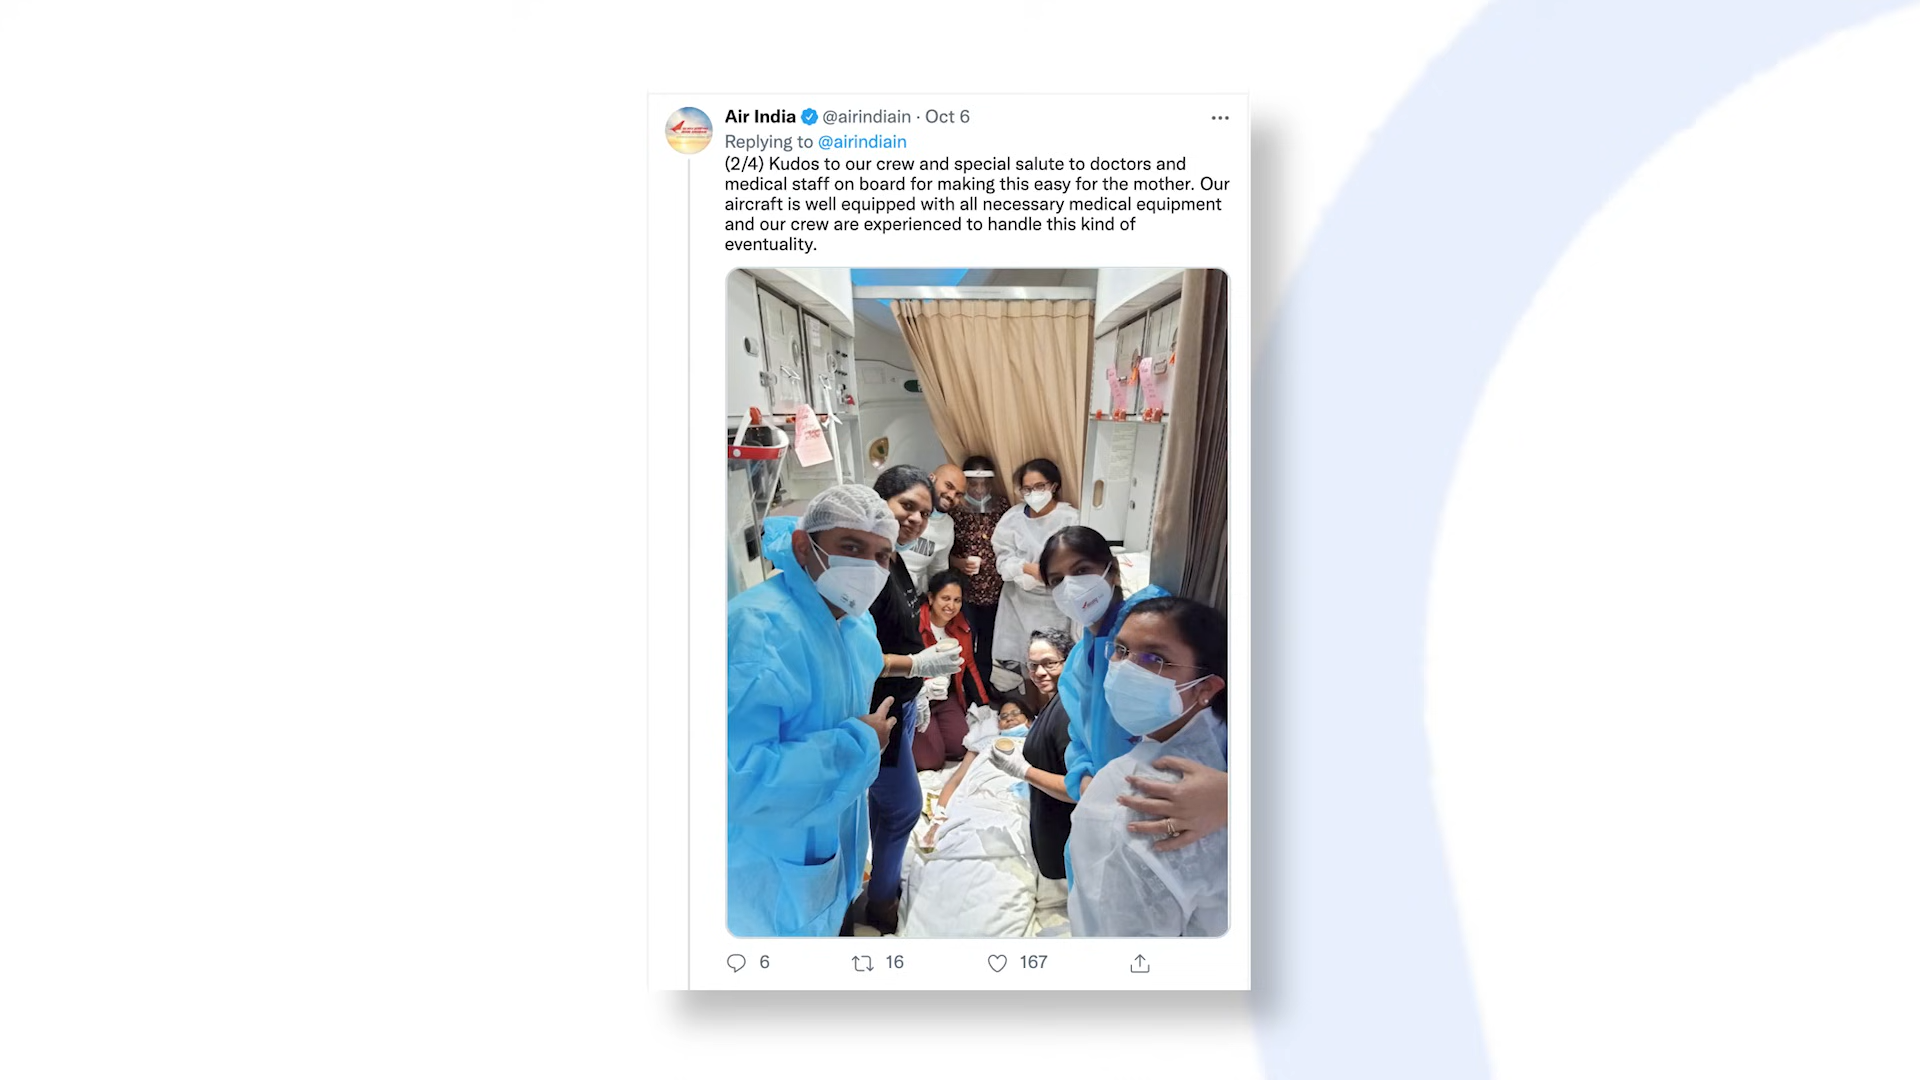 Air India @airindiain · Oct 6
Replying to @airindiain
(2/4) Kudos to our crew and special salute to doctors and
medical staff on board for making this easy for the mother. Our
aircraft is well equipped with all necessary medical equipment
and our crew are experienced to handle this kind of
eventuality.
6 16 167